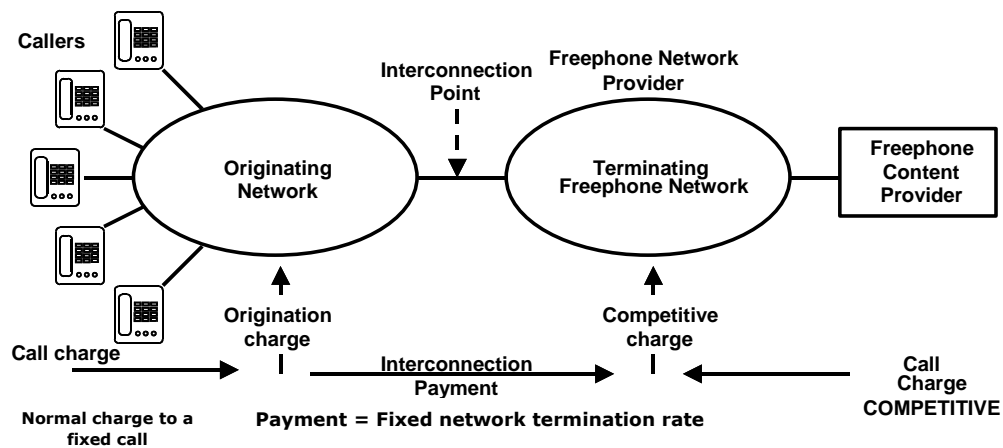 Callers
Interconnection
Point
Freephone Network
Provider
Originating
Network
Terminating
Freephone Network
Freephone
Content
Provider
Origination
charge
Competitive
charge
Call charge
Interconnection
Payment
Call
Charge
COMPETITIVE
Normal charge to a
fixed call
Payment = Fixed network termination rate